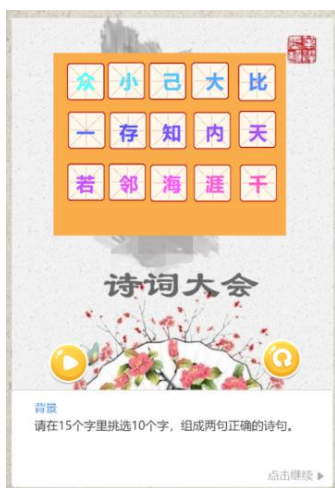 众小己大比
一存知内天
若邻海涯千
诗词大会
背景
请在15个字里挑选10个字，组成两句正确的诗句。
点击继续